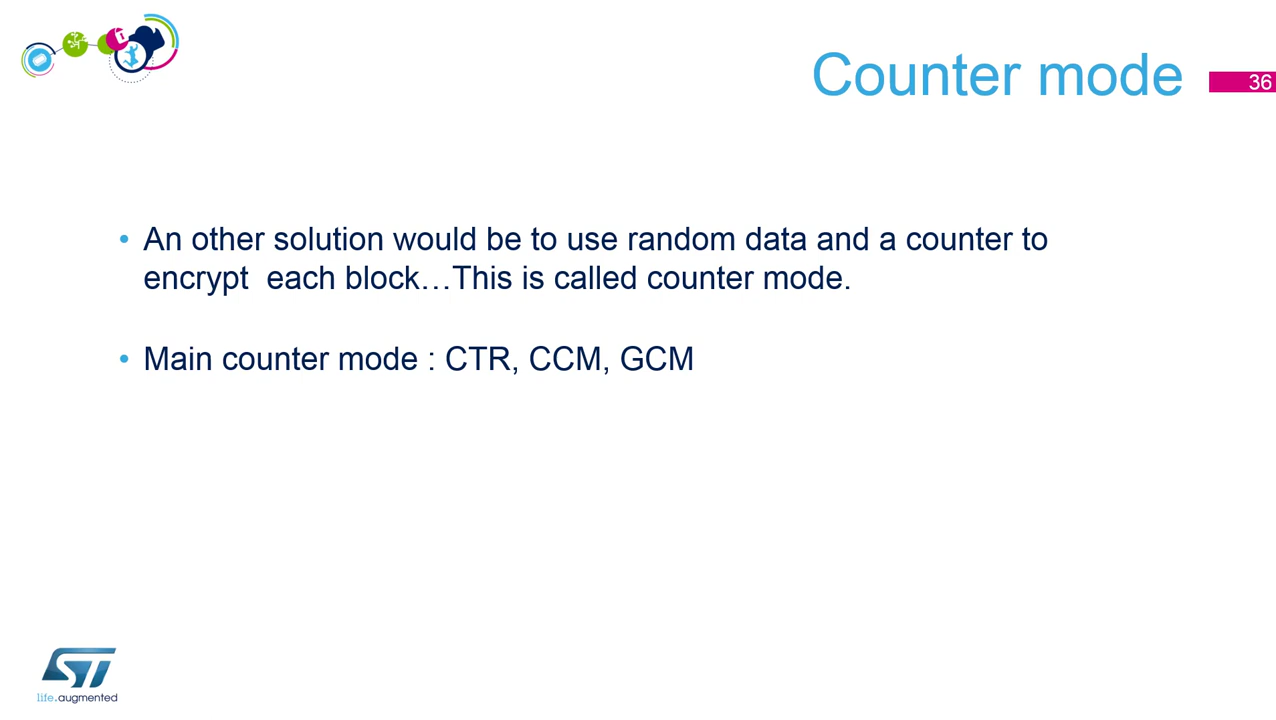 Counter mode
36
• An other solution would be to use random data and a counter to
encrypt  each block…This is called counter mode.
• Main counter mode : CTR, CCM, GCM
ST
life.augmented